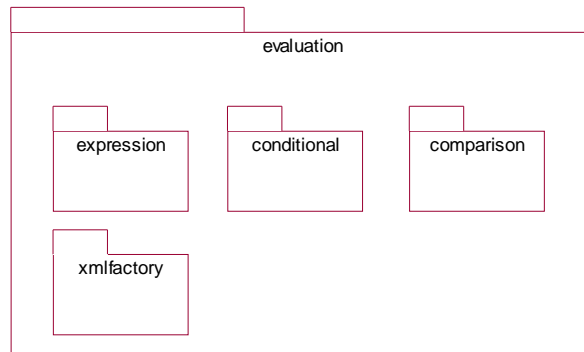 evaluation
expression
conditional
comparison
xmlfactory